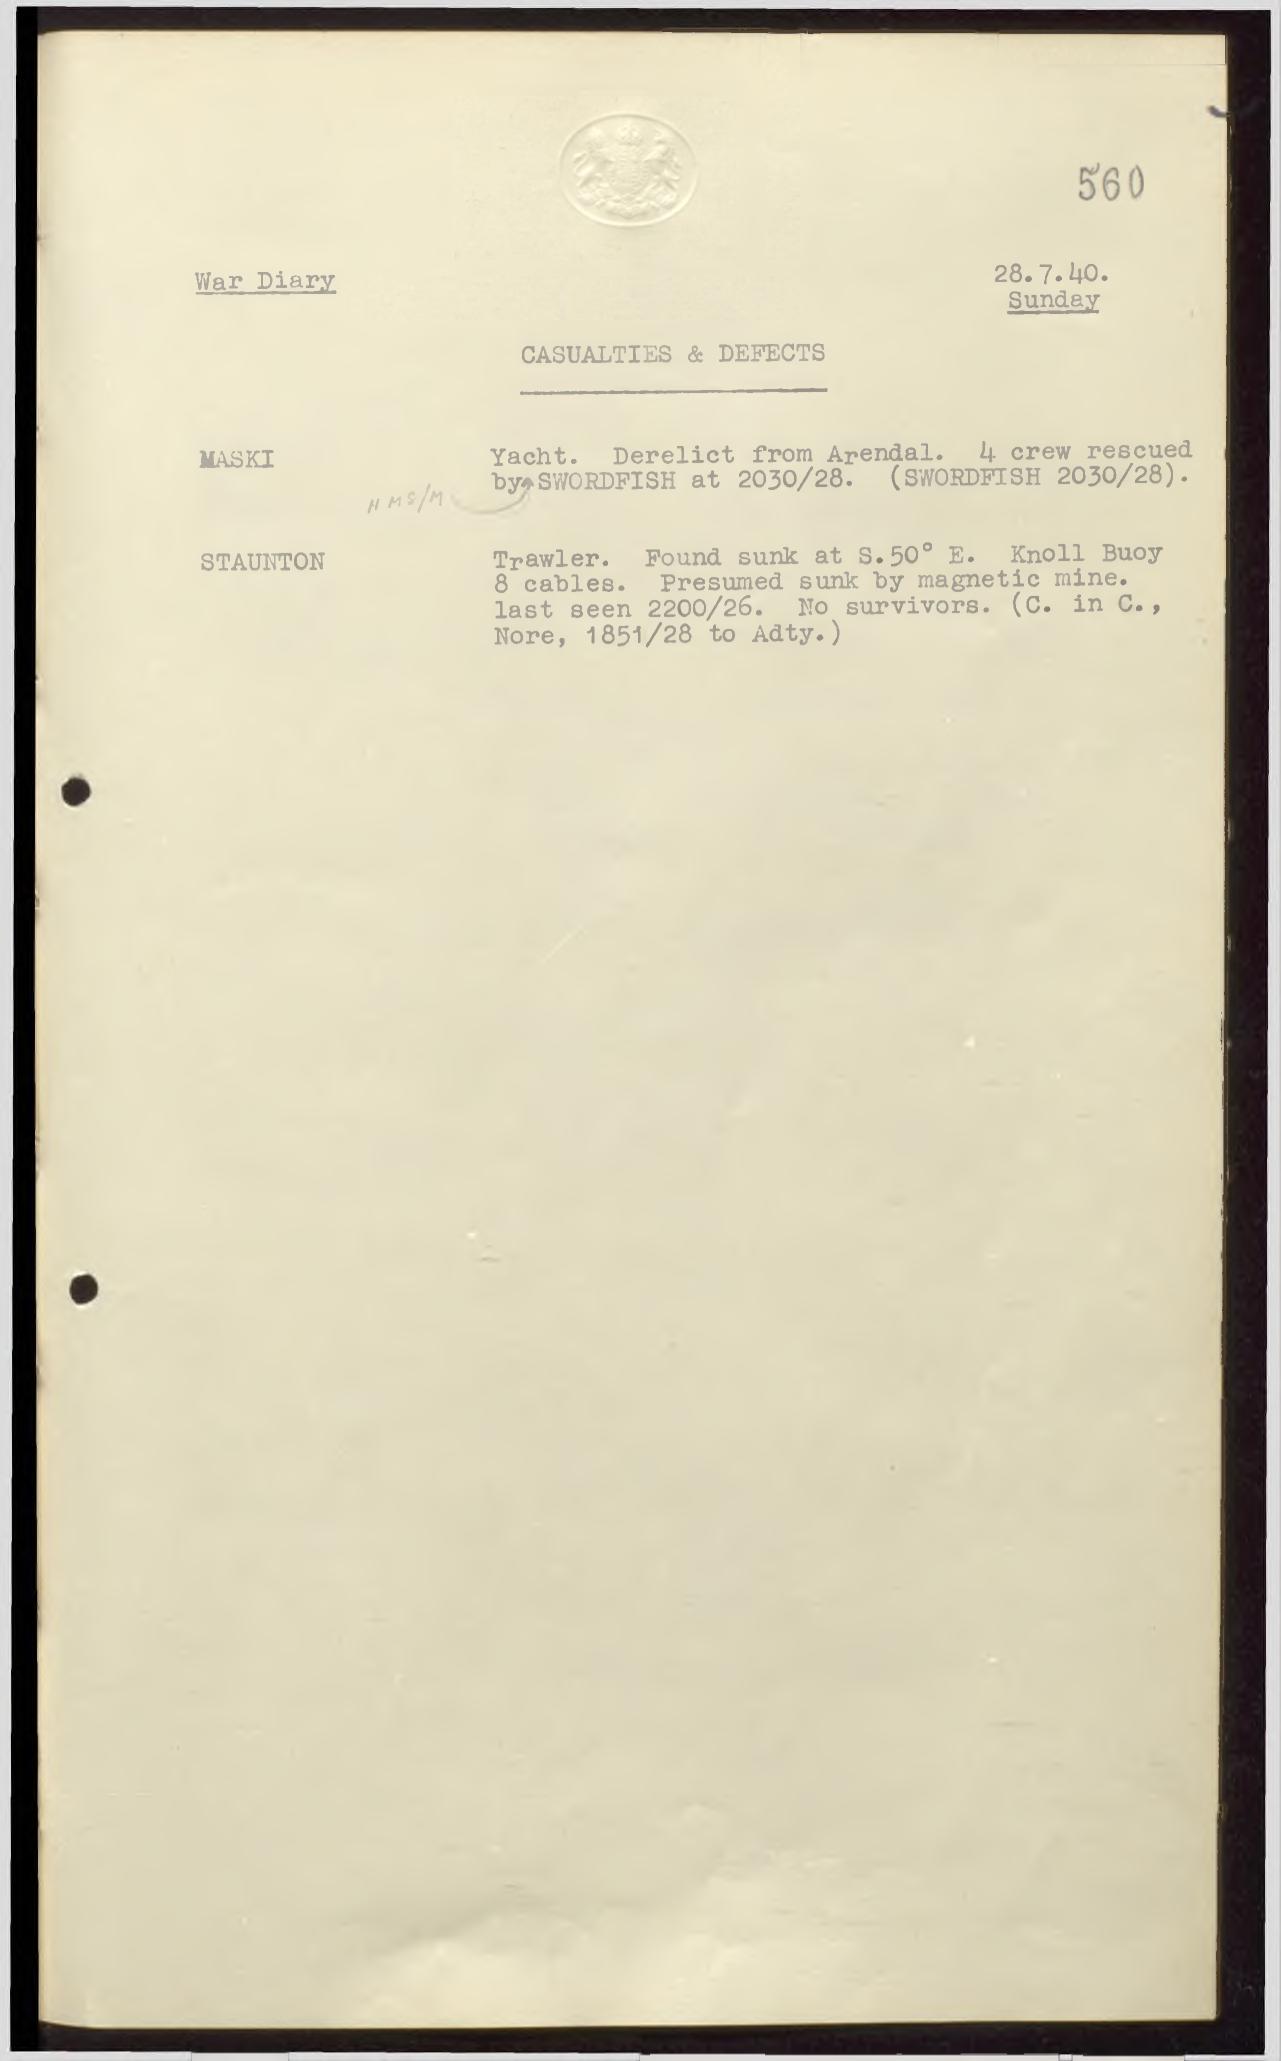 560
War Diary
28.7.40.
Sunday
CASUALTIES & DEFECTS
MASKI
Yacht. Derelict from Arendal. 4 crew rescued
by SWORDFISH at 2030/28. (SWORDFISH 2030/28).
HMS/M
STAUNTON
Trawler. Found sunk at S.50° E. Knoll Buoy
8 cables. Presumed sunk by magnetic mine.
last seen 2200/26. No survivors. (C. in C.,
Nore, 1851/28 to Adty.)